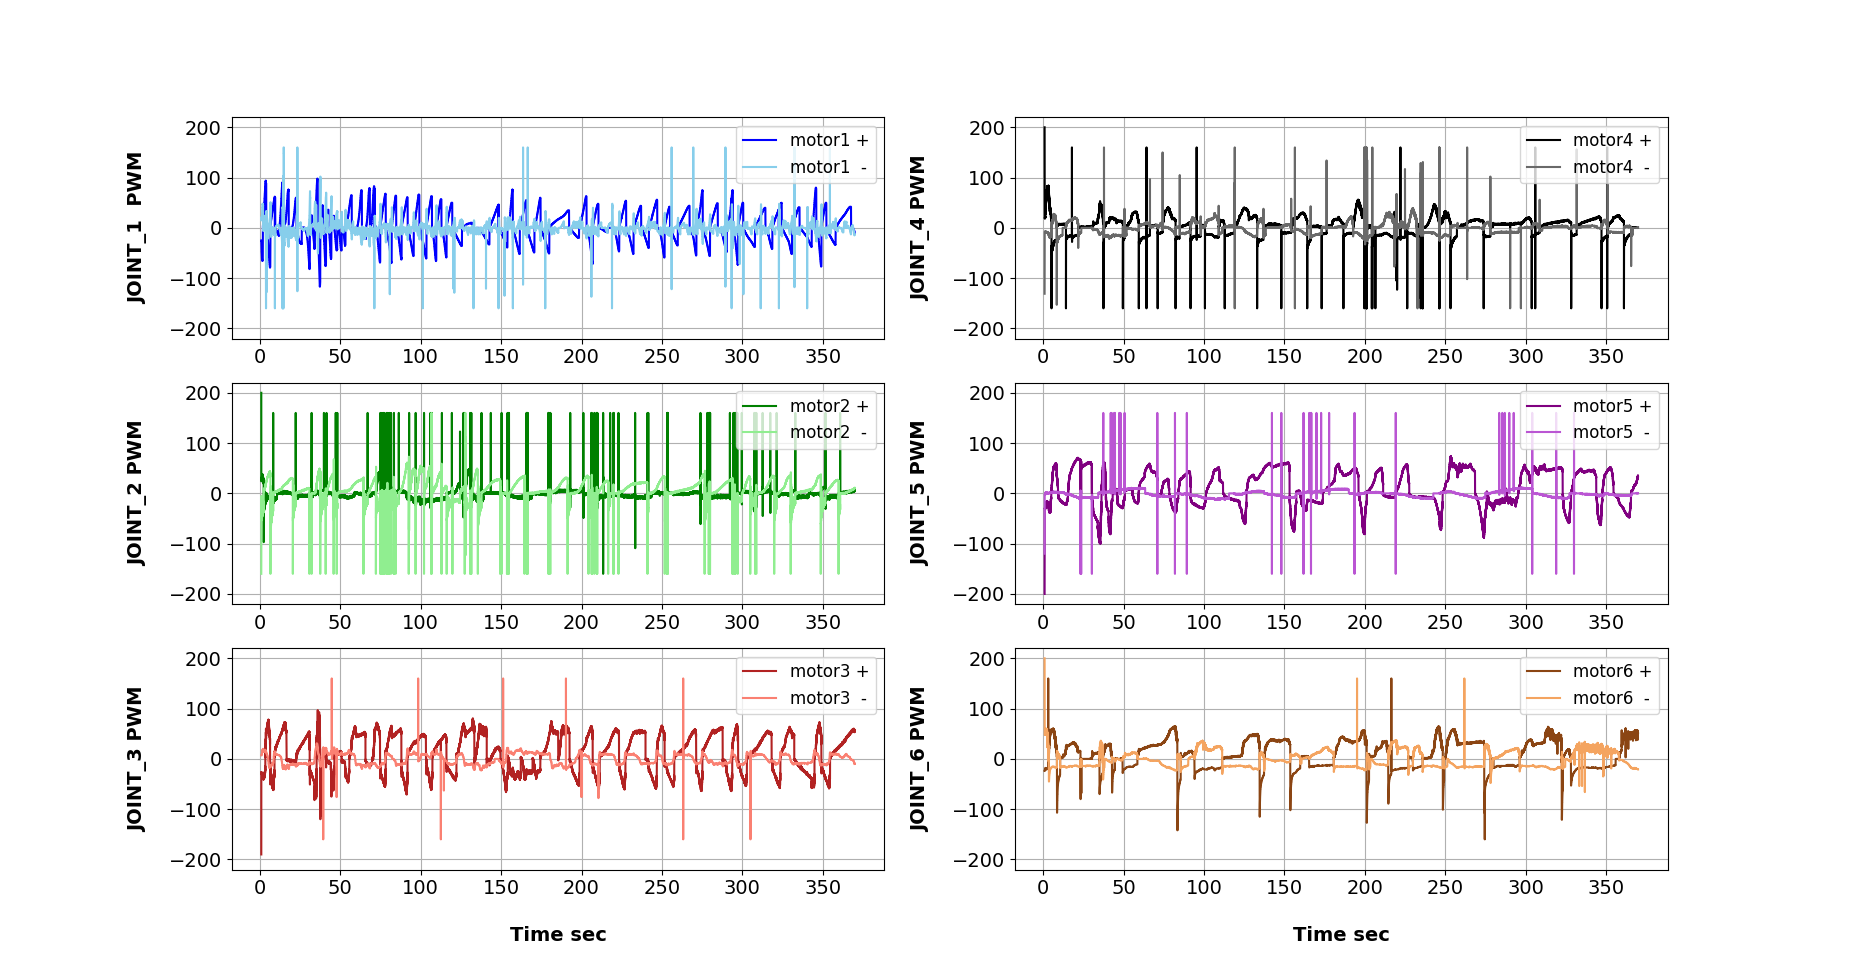 JOINT_1 PWM
200
100
0
−100
−200
motor1 +
motor1 -
0 50 100 150 200 250 300 350
JOINT_4 PWM
200
100
0
−100
−200
motor4 +
motor4 -
0 50 100 150 200 250 300 350
JOINT_2 PWM
200
100
0
−100
−200
motor2 +
motor2 -
0 50 100 150 200 250 300 350
JOINT_5 PWM
200
100
0
−100
−200
motor5 +
motor5 -
0 50 100 150 200 250 300 350
JOINT_3 PWM
200
100
0
−100
−200
motor3 +
motor3 -
0 50 100 150 200 250 300 350
Time sec
JOINT_6 PWM
200
100
0
−100
−200
motor6 +
motor6 -
0 50 100 150 200 250 300 350
Time sec